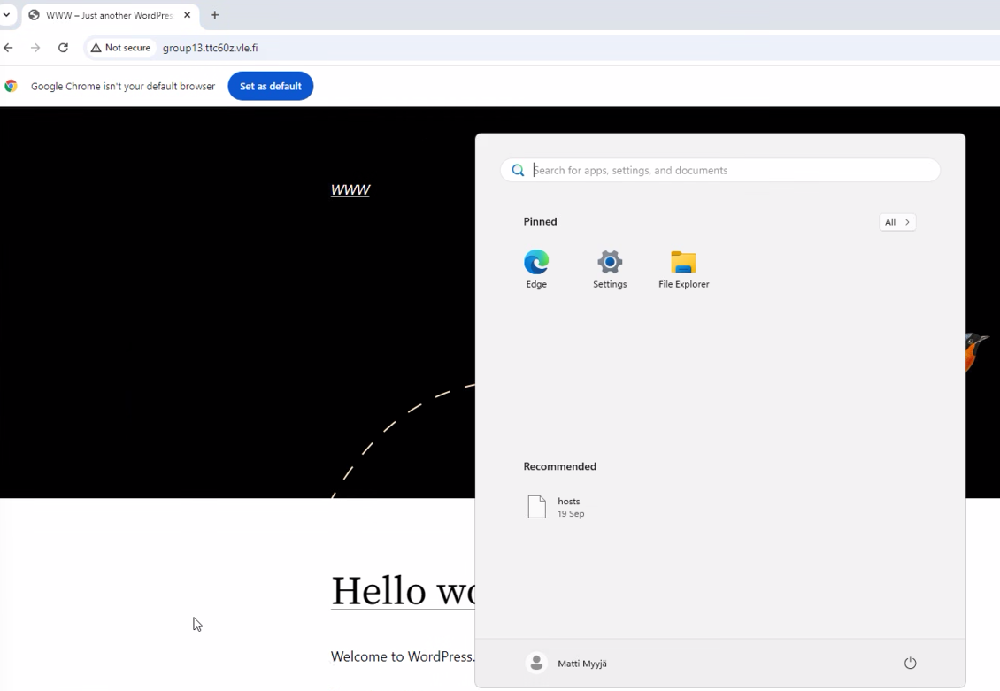 WWW – Just another WordPres
Not secure
group13.ttc60z.vle.fi
Google Chrome isn't your default browser
Set as default
WWW
Search for apps, settings, and documents
Pinned
All
Edge
Settings
File Explorer
Recommended
hosts
19 Sep
Hello wo
Welcome to WordPress.
Matti Myyjä